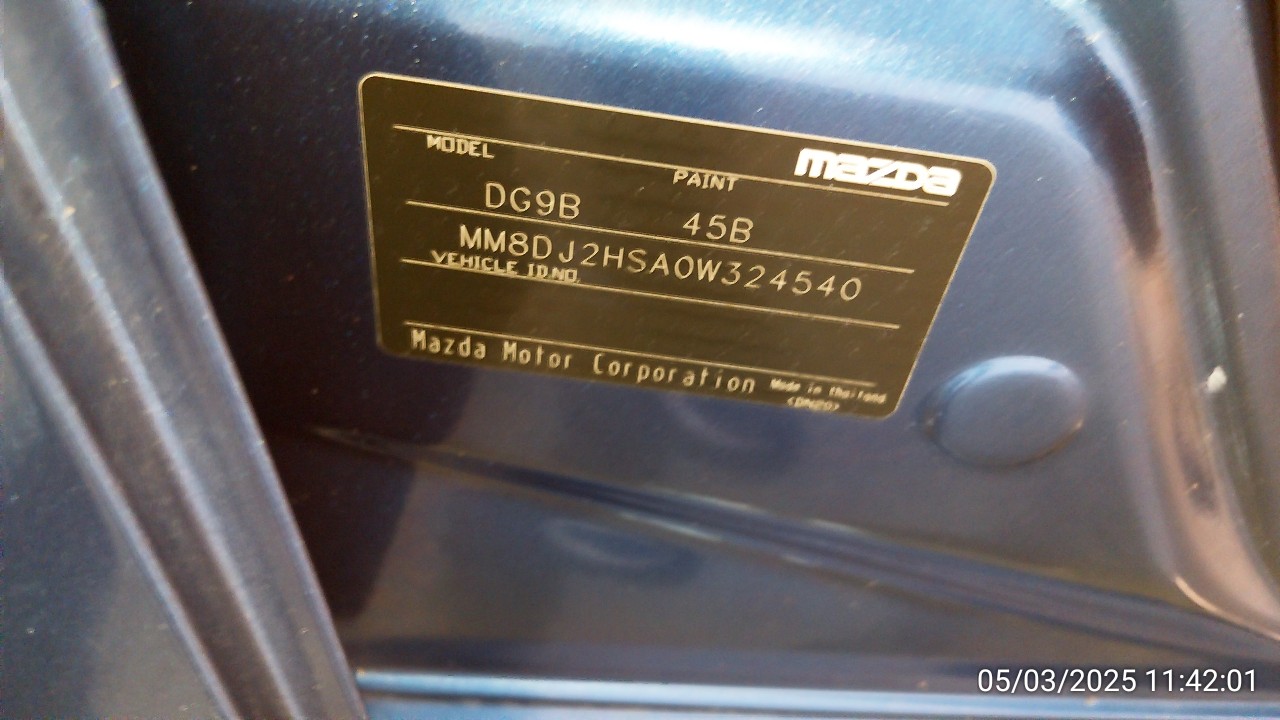 mazda
MODEL PAINT
DG9B 45B
MM8DJ2HSA0W324540
VEHICLE ID.NO.
Mazda Motor Corporation Made in thailand
<DN20>
05/03/2025 11:42:01